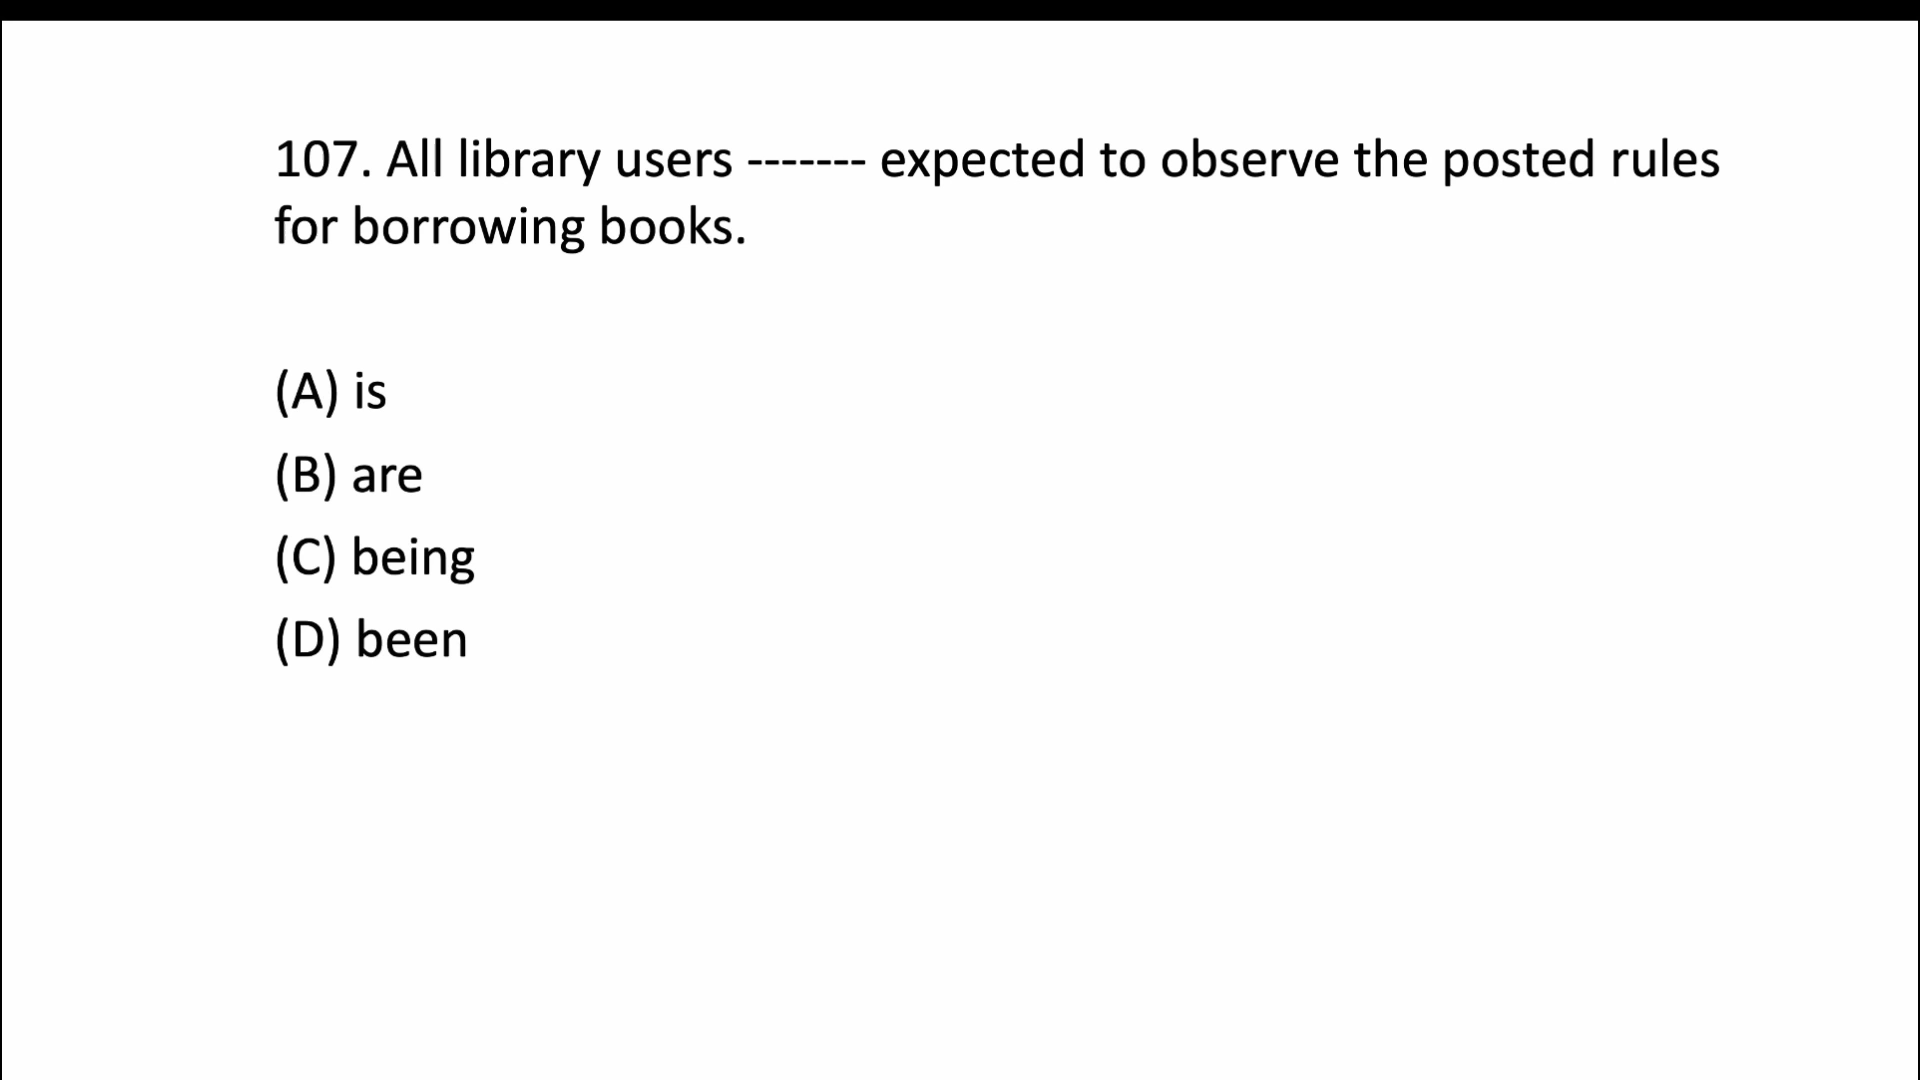 107. All library users ------- expected to observe the posted rules
for borrowing books.
(A) is
(B) are
(C) being
(D) been